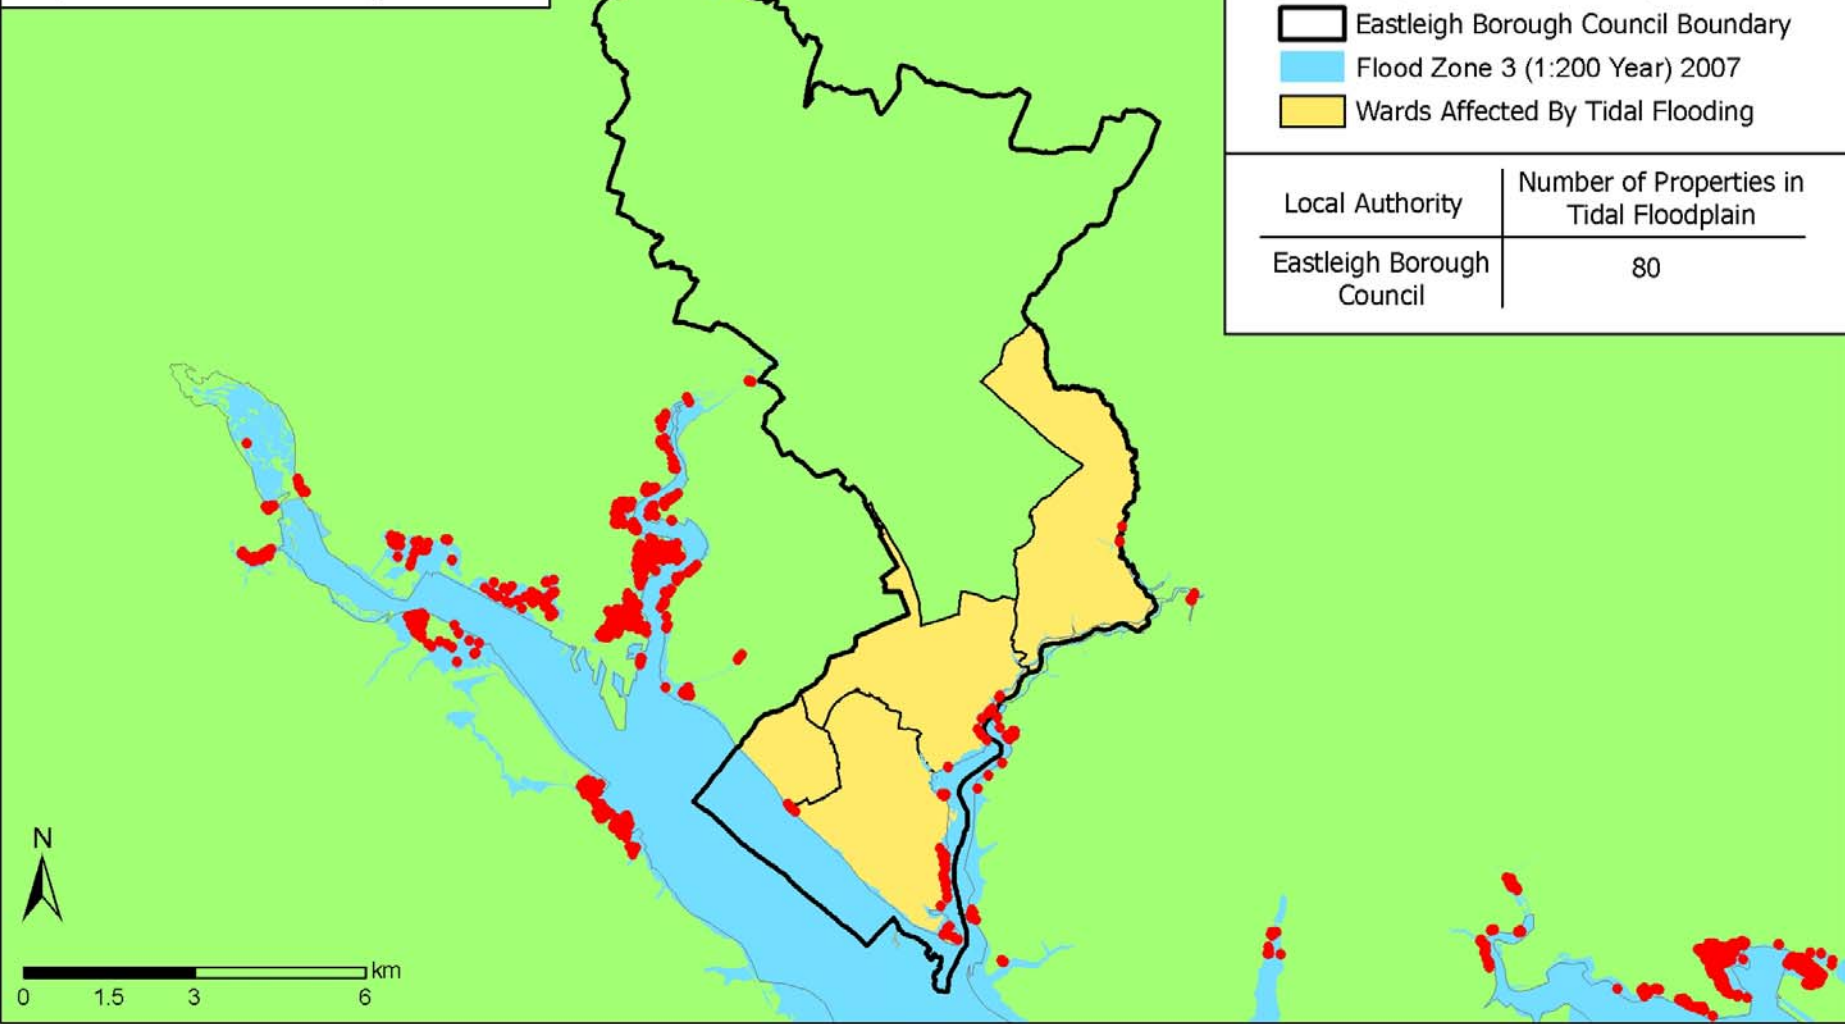 Eastleigh Borough Council Boundary
Flood Zone 3 (1:200 Year) 2007
Wards Affected By Tidal Flooding
Local Authority
Number of Properties in
Tidal Floodplain
Eastleigh Borough
Council
80
N
km
0 1.5 3 6